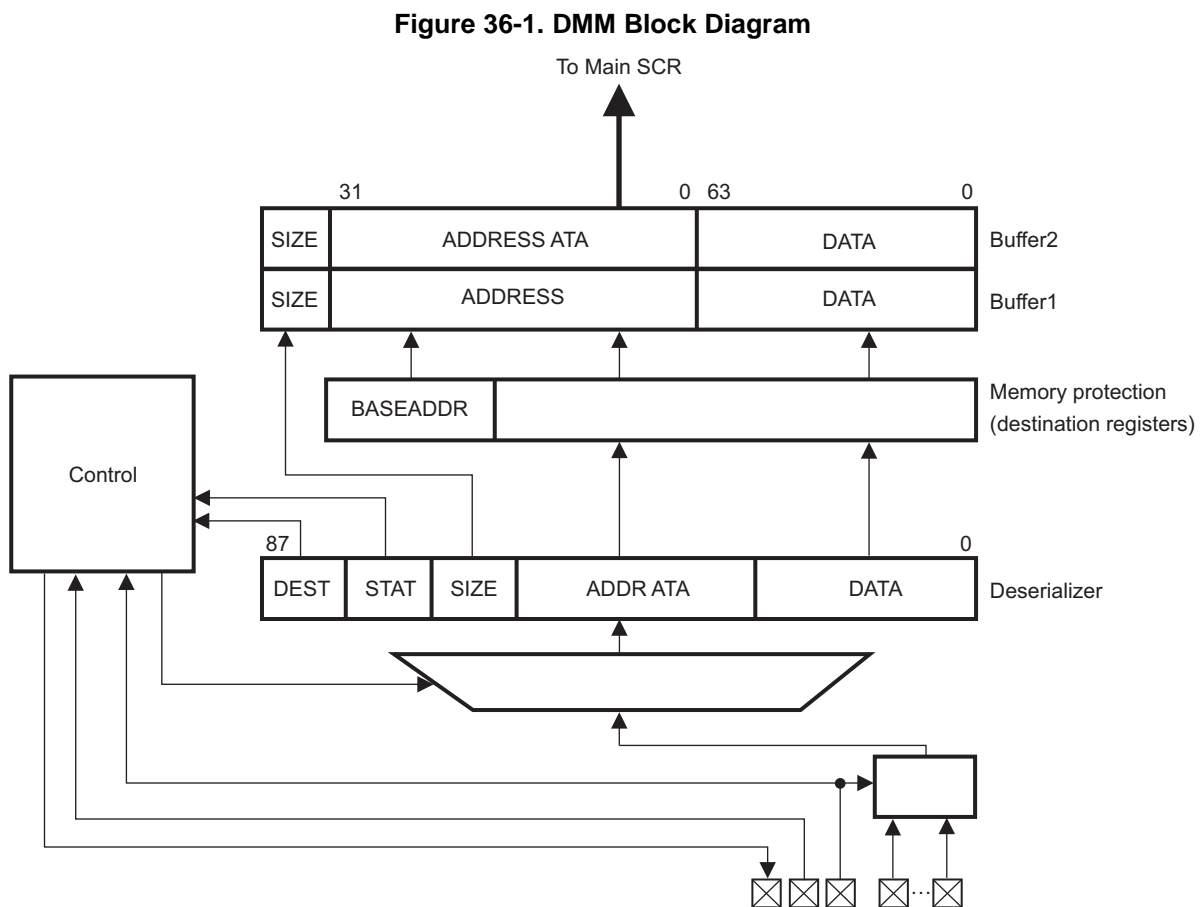 Figure 36-1. DMM Block Diagram
To Main SCR
31 0 63 0
SIZE ADDRESS ATA DATA Buffer2
SIZE ADDRESS DATA Buffer1
BASEADDR Memory protection
(destination registers)
Control
87 0
DEST STAT SIZE ADDR ATA DATA Deserializer
...